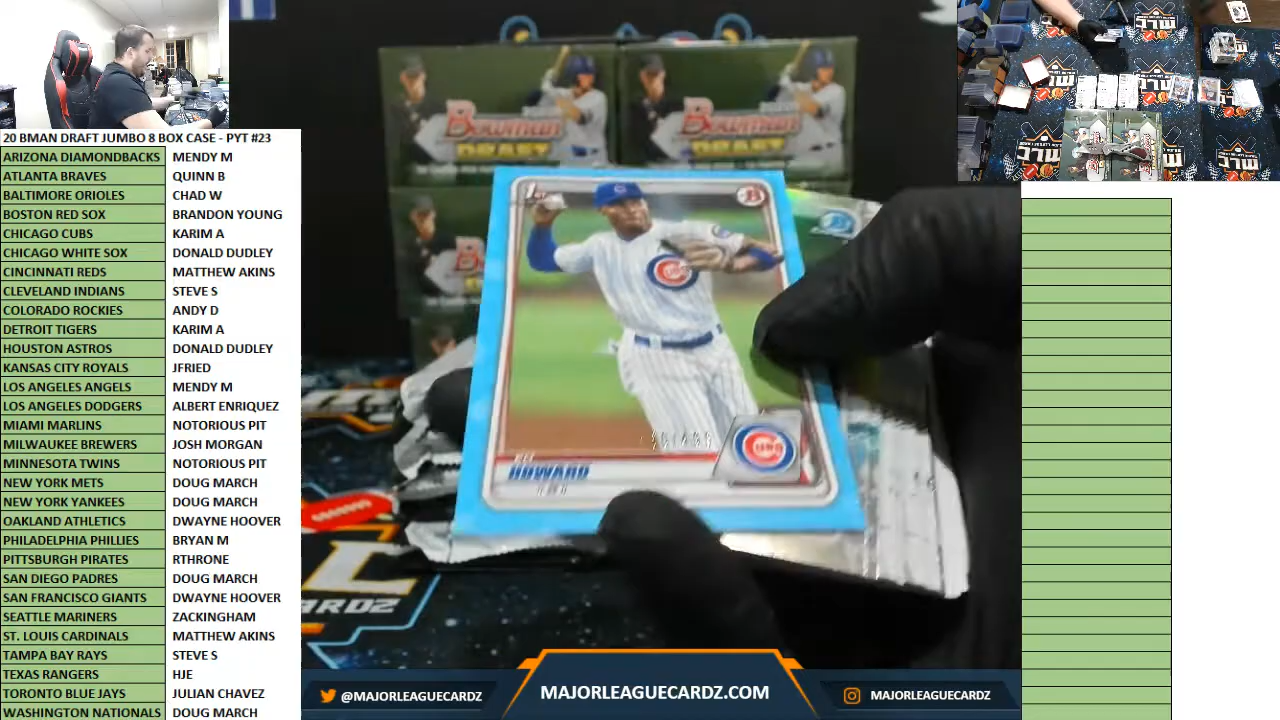 20 BMAN DRAFT JUMBO 8 BOX CASE - PYT #23
ARIZONA DIAMONDBACKS MENDY M
ATLANTA BRAVES QUINN B
BALTIMORE ORIOLES CHAD W
BOSTON RED SOX BRANDON YOUNG
CHICAGO CUBS KARIM A
CHICAGO WHITE SOX DONALD DUDLEY
CINCINNATI REDS MATTHEW AKINS
CLEVELAND INDIANS STEVE S
COLORADO ROCKIES ANDY D
DETROIT TIGERS KARIM A
HOUSTON ASTROS DONALD DUDLEY
KANSAS CITY ROYALS JFRIED
LOS ANGELES ANGELS MENDY M
LOS ANGELES DODGERS ALBERT ENRIQUEZ
MIAMI MARLINS NOTORIOUS PIT
MILWAUKEE BREWERS JOSH MORGAN
MINNESOTA TWINS NOTORIOUS PIT
NEW YORK METS DOUG MARCH
NEW YORK YANKEES DOUG MARCH
OAKLAND ATHLETICS DWAYNE HOOVER
PHILADELPHIA PHILLIES BRYAN M
PITTSBURGH PIRATES RTHRONE
SAN DIEGO PADRES DOUG MARCH
SAN FRANCISCO GIANTS DWAYNE HOOVER
SEATTLE MARINERS ZACKINGHAM
ST. LOUIS CARDINALS MATTHEW AKINS
TAMPA BAY RAYS STEVE S
TEXAS RANGERS HJE
TORONTO BLUE JAYS JULIAN CHAVEZ
WASHINGTON NATIONALS DOUG MARCH
Bowman DRAFT
Bowman DRAFT
1ST
CUBS
HOWARD
ARDZ
@MAJORLEAGUECARDZ
MAJORLEAGUECARDZ.COM
MAJORLEAGUECARDZ